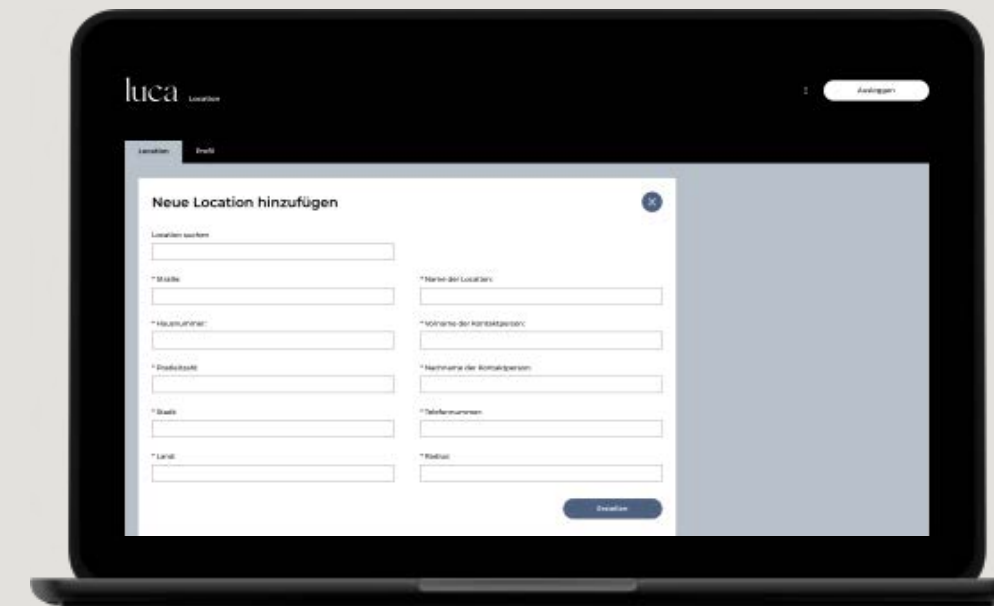 luca Location
Ausloggen
Location Profil
Neue Location hinzufügen
Location suchen
* Straße:
* Name der Location:
* Hausnummer:
* Vorname der Kontaktperson:
* Postleitzahl:
* Nachname der Kontaktperson:
* Stadt:
* Telefonnummer:
* Land:
* Radius:
Erstellen